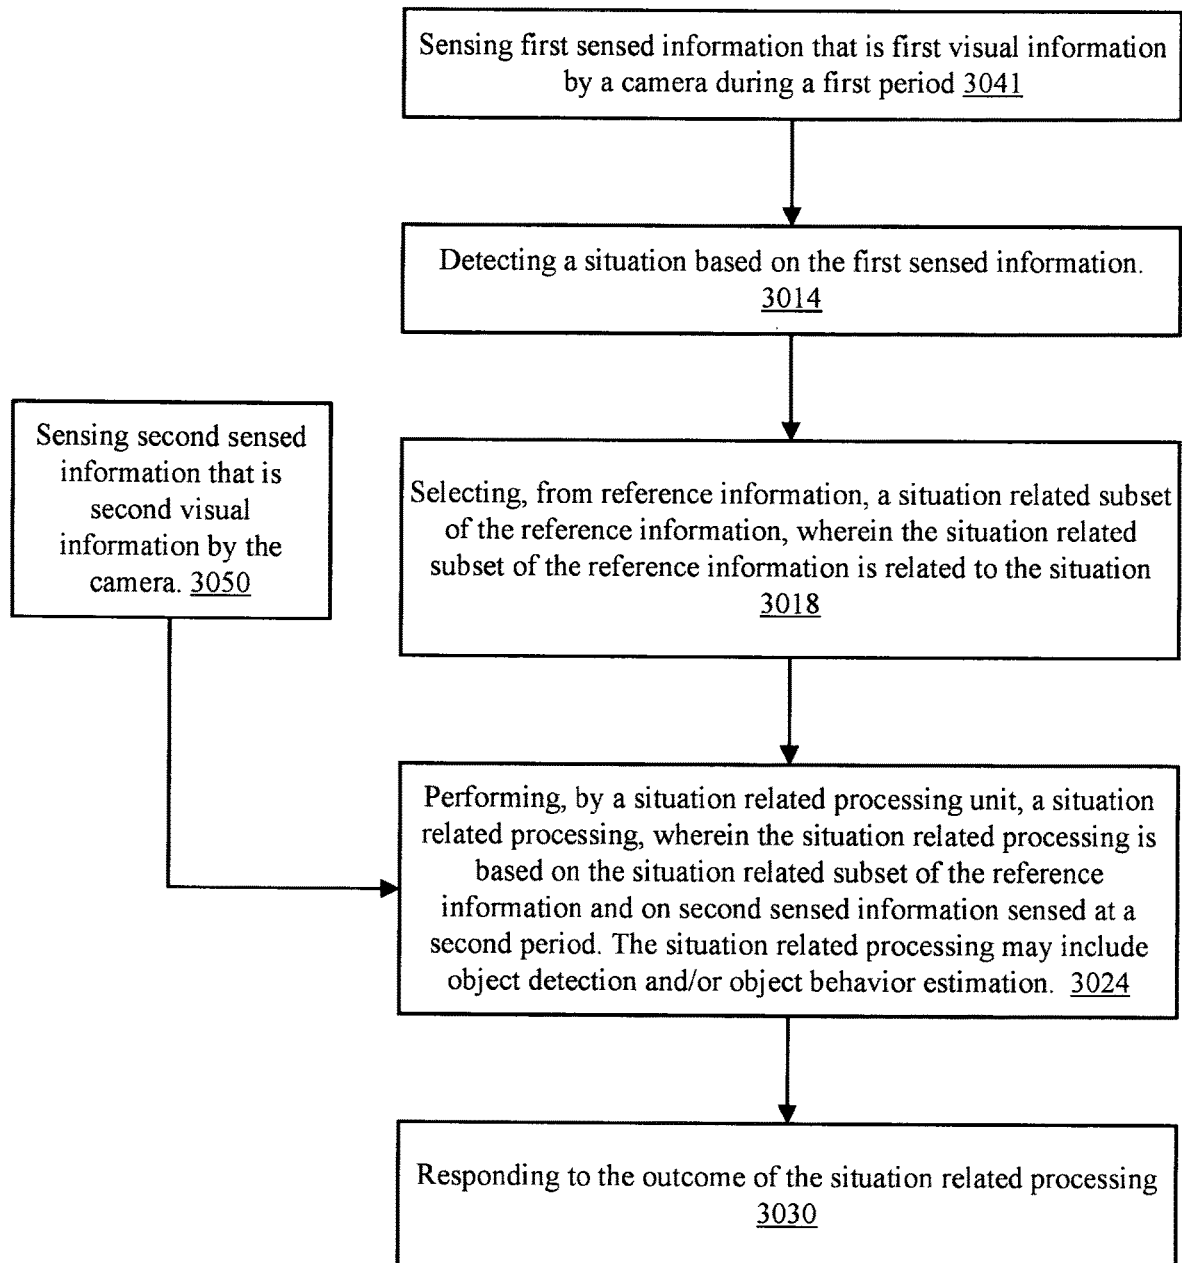 Sensing first sensed information that is first visual information
by a camera during a first period 3041
Detecting a situation based on the first sensed information.
3014
Sensing second sensed
information that is
second visual
information by the
camera. 3050
Selecting, from reference information, a situation related subset
of the reference information, wherein the situation related
subset of the reference information is related to the situation
3018
Performing, by a situation related processing unit, a situation
related processing, wherein the situation related processing is
based on the situation related subset of the reference
information and on second sensed information sensed at a
second period. The situation related processing may include
object detection and/or object behavior estimation. 3024
Responding to the outcome of the situation related processing
3030